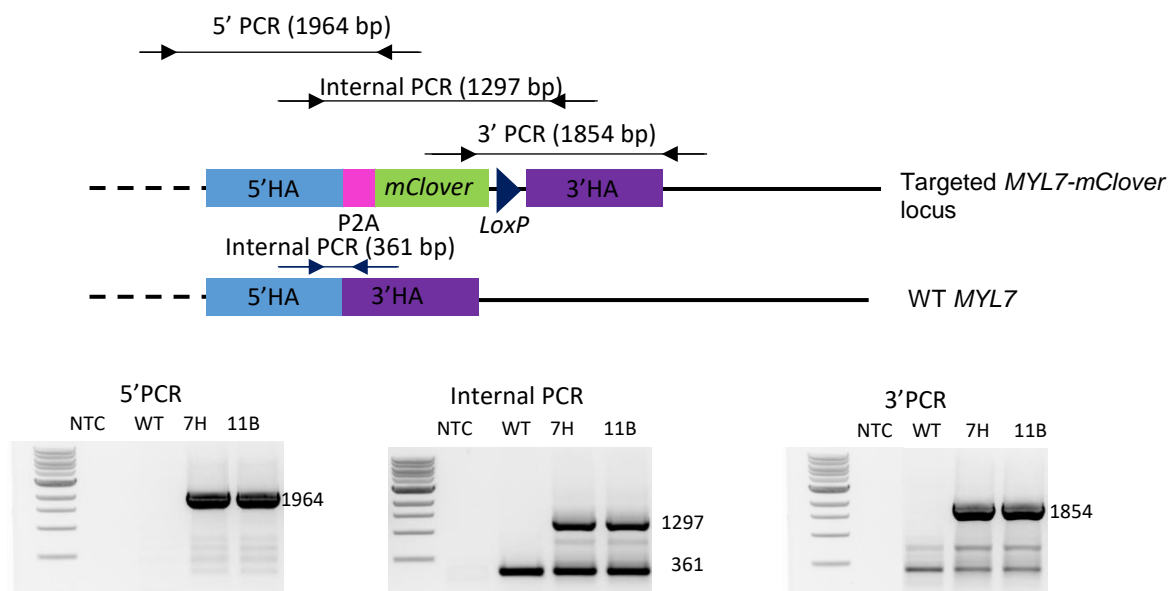 5' PCR (1964 bp)
Internal PCR (1297 bp)
3' PCR (1854 bp)
5'HA mClover 3'HA
Targeted MYL7-mClover
locus
P2A LoxP
Internal PCR (361 bp)
5'HA 3'HA
WT MYL7
5'PCR
NTC WT 7H 11B
1964
Internal PCR
NTC WT 7H 11B
1297
361
3'PCR
NTC WT 7H 11B
1854